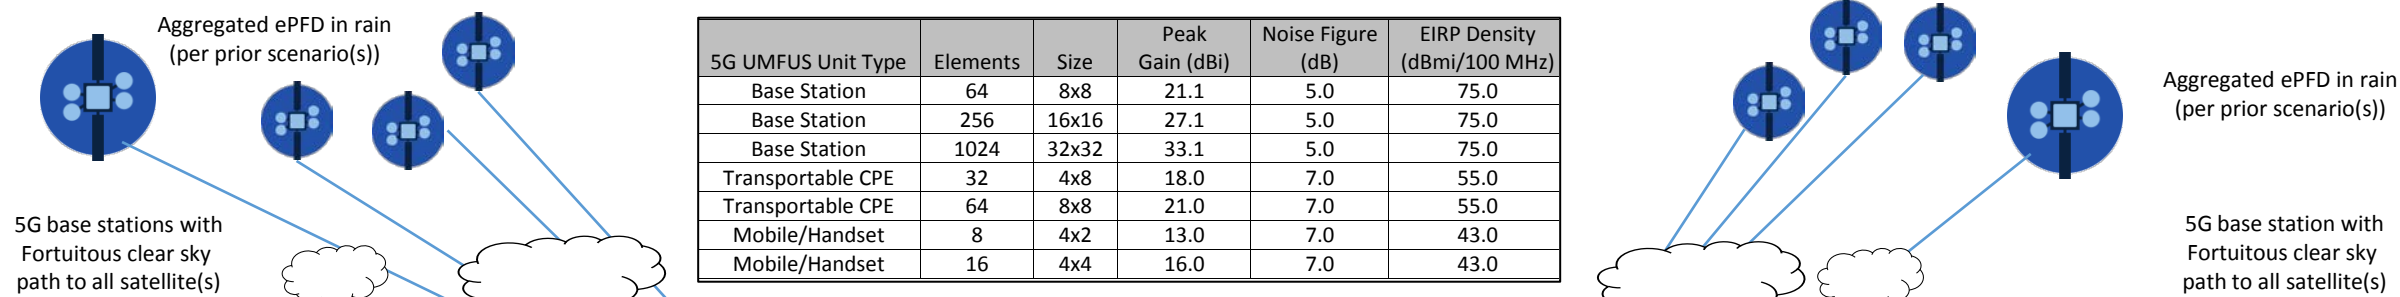 Aggregated ePFD in rain
(per prior scenario(s))
5G base stations with
Fortuitous clear sky
path to all satellite(s)
5G UMFUS Unit Type Elements Size Peak Gain (dBi) Noise Figure (dB) EIRP Density (dBmi/100 MHz)
Base Station 64 8x8 21.1 5.0 75.0
Base Station 256 16x16 27.1 5.0 75.0
Base Station 1024 32x32 33.1 5.0 75.0
Transportable CPE 32 4x8 18.0 7.0 55.0
Transportable CPE 64 8x8 21.0 7.0 55.0
Mobile/Handset 8 4x2 13.0 7.0 43.0
Mobile/Handset 16 4x4 16.0 7.0 43.0
Aggregated ePFD in rain
(per prior scenario(s))
5G base station with
Fortuitous clear sky
path to all satellite(s)